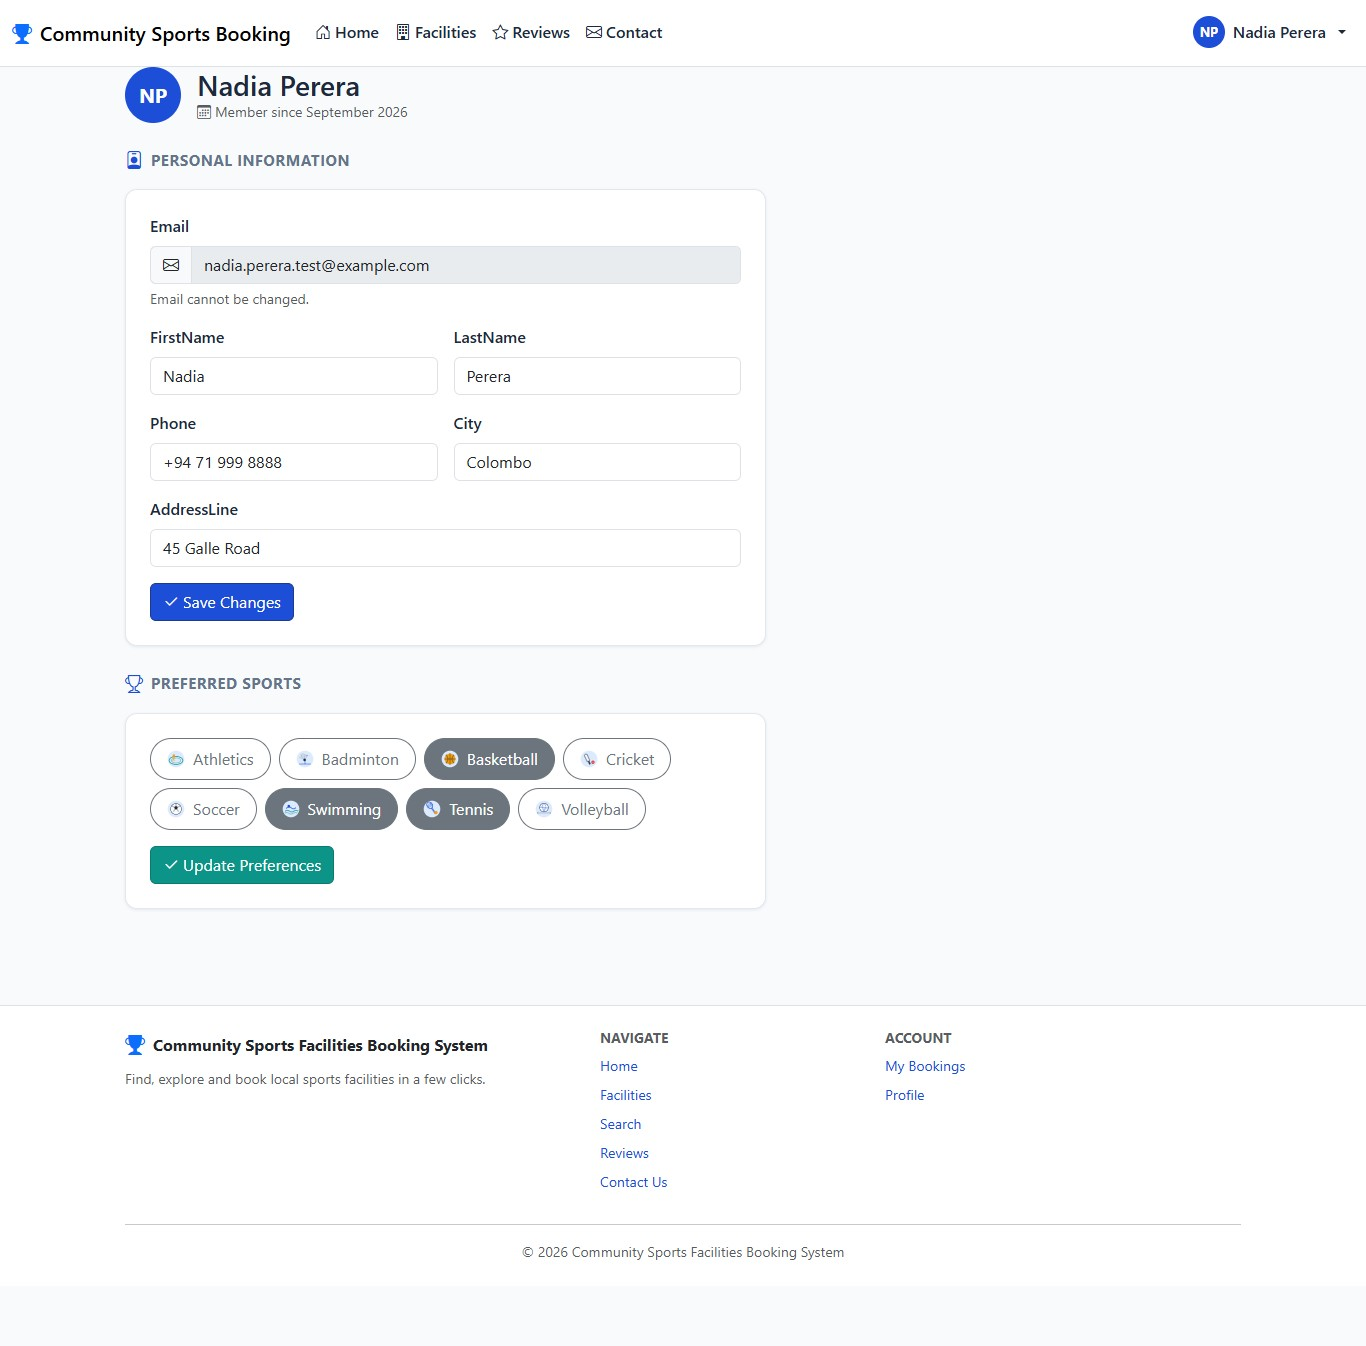 Community Sports Booking Home Facilities Reviews Contact NP Nadia Perera
NP
Nadia Perera
Member since September 2026
PERSONAL INFORMATION
Email
nadia.perera.test@example.com
Email cannot be changed.
FirstName LastName
Nadia Perera
Phone City
+94 71 999 8888 Colombo
AddressLine
45 Galle Road
Save Changes
PREFERRED SPORTS
Athletics Badminton Basketball Cricket
Soccer Swimming Tennis Volleyball
Update Preferences
Community Sports Facilities Booking System
Find, explore and book local sports facilities in a few clicks.
NAVIGATE
Home
Facilities
Search
Reviews
Contact Us
ACCOUNT
My Bookings
Profile
© 2026 Community Sports Facilities Booking System